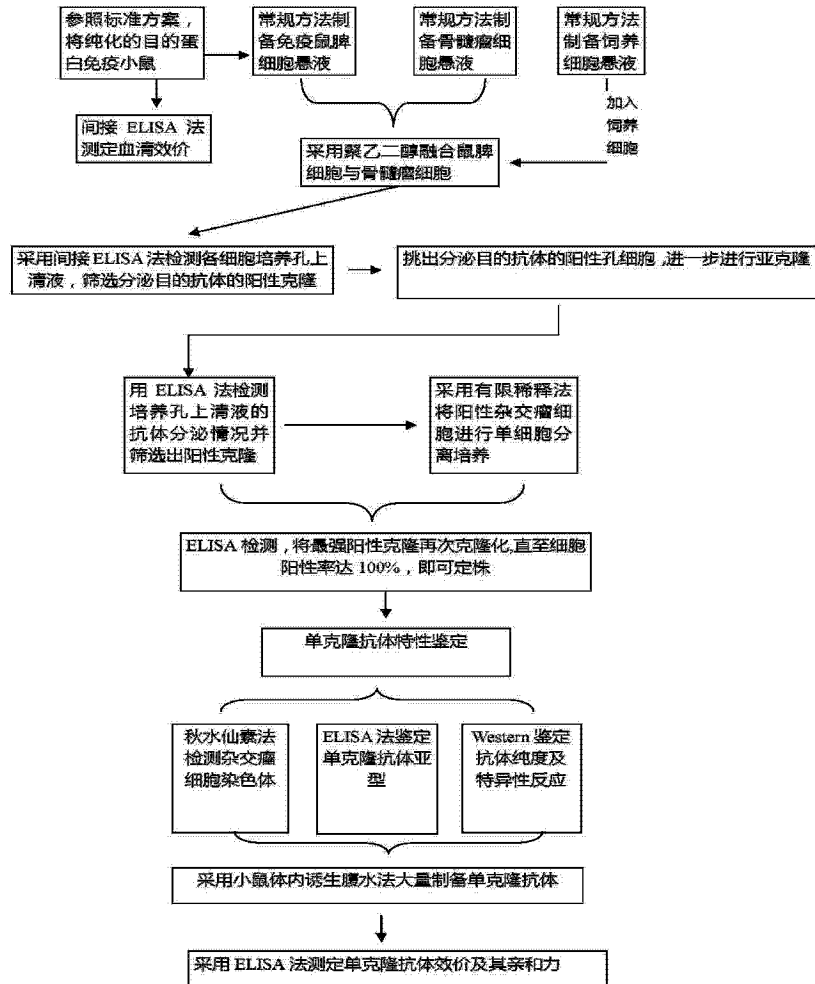 参照标准方案，
将纯化的目的蛋
白免疫小鼠
常规方法制
备免疫鼠脾
细胞悬液
常规方法制
备骨髓瘤细
胞悬液
常规方法
制备饲养
细胞悬液
间接 ELISA 法
测定血清效价
加入
饲养
细胞
采用聚乙二醇融合鼠脾
细胞与骨髓瘤细胞
采用间接ELISA法检测各细胞培养孔上
清液，筛选分泌目的抗体的阳性克隆
挑出分泌目的抗体的阳性孔细胞,进一步进行亚克隆
用 ELISA 法检测
培养孔上清液的
抗体分泌情况并
筛选出阳性克隆
采用有限稀释法
将阳性杂交瘤细
胞进行单细胞分
离培养
ELISA 检测，将最强阳性克隆再次克隆化,直至细胞
阳性率达 100%，即可定株
单克隆抗体特性鉴定
秋水仙素法
检测杂交瘤
细胞染色体
ELISA 法鉴定
单克隆抗体亚
型
Western 鉴定
抗体纯度及
特异性反应
采用小鼠体内诱生腹水法大量制备单克隆抗体
采用 ELISA 法测定单克隆抗体效价及其亲和力